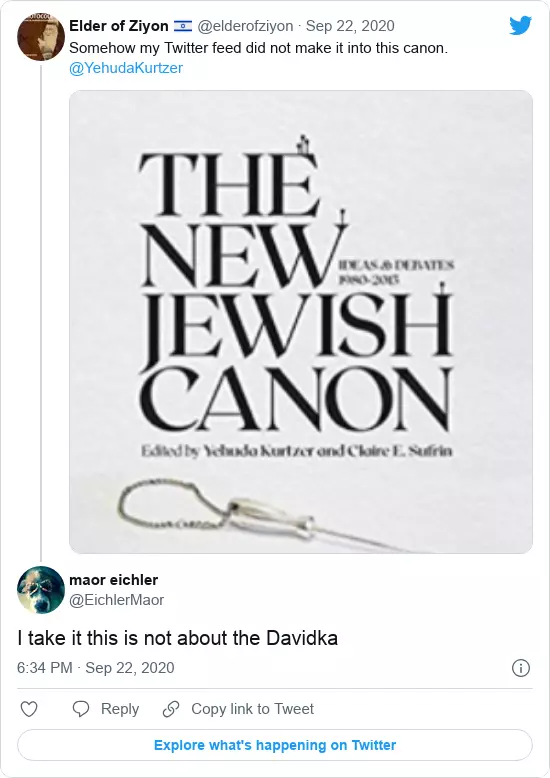 Elder of Ziyon 🇮🇱 @elderofziyon · Sep 22, 2020
Somehow my Twitter feed did not make it into this canon.
@YehudaKurtzer
THE
NEW
IDEAS & DEBATES
1980-2015
JEWISH
CANON
Edited by Yehuda Kurtzer and Claire E. Sufrin
maor eichler
@EichlerMaor
I take it this is not about the Davidka
6:34 PM · Sep 22, 2020
Reply
Copy link to Tweet
Explore what's happening on Twitter